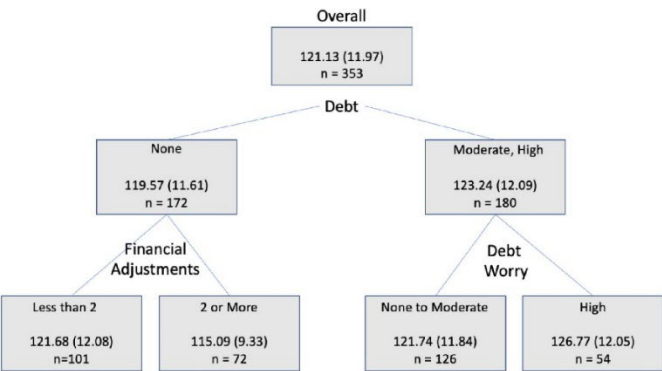 Overall
121.13 (11.97)
n = 353
Debt
None
119.57 (11.61)
n = 172
Moderate, High
123.24 (12.09)
n = 180
Financial
Adjustments
Debt
Worry
Less than 2
121.68 (12.08)
n=101
2 or More
115.09 (9.33)
n = 72
None to Moderate
121.74 (11.84)
n = 126
High
126.77 (12.05)
n = 54